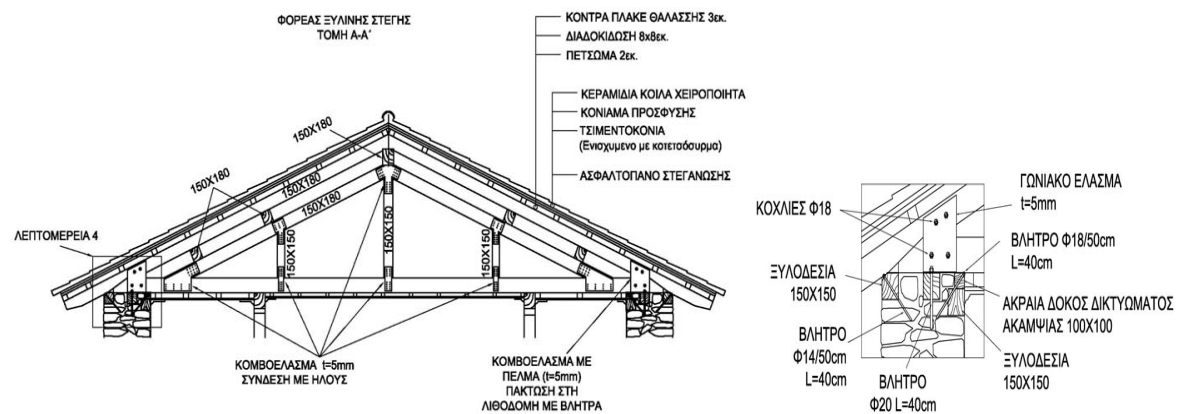 ΦΟΡΕΑΣ ΞΥΛΙΝΗΣ ΣΤΕΓΗΣ
ΤΟΜΗ Α-Α΄
ΚΟΝΤΡΑ ΠΛΑΚΕ ΘΑΛΑΣΣΗΣ 3εκ.
ΔΙΑΔΟΚΙΔΩΣΗ 8x8εκ.
ΠΕΤΣΩΜΑ 2εκ.
ΚΕΡΑΜΙΔΙΑ ΚΟΙΛΑ ΧΕΙΡΟΠΟΙΗΤΑ
ΚΟΝΙΑΜΑ ΠΡΟΣΦΥΣΗΣ
ΤΣΙΜΕΝΤΟΚΟΝΙΑ
(Ενισχυμενο με κοτετσόσυρμα)
ΑΣΦΑΛΤΟΠΑΝΟ ΣΤΕΓΑΝΩΣΗΣ
150X180
150X180
150X180
150X180
150X150
150X150
150X150
ΛΕΠΤΟΜΕΡΕΙΑ 4
ΚΟΜΒΟΕΛΑΣΜΑ t=5mm
ΣΥΝΔΕΣΗ ΜΕ ΗΛΟΥΣ
ΚΟΜΒΟΕΛΑΣΜΑ ΜΕ
ΠΕΛΜΑ (t=5mm)
ΠΑΚΤΩΣΗ ΣΤΗ
ΛΙΘΟΔΟΜΗ ΜΕ ΒΛΗΤΡΑ
ΚΟΧΛΙΕΣ Φ18
ΞΥΛΟΔΕΣΙΑ
150X150
ΒΛΗΤΡΟ
Φ14/50cm
L=40cm
ΒΛΗΤΡΟ
Φ20 L=40cm
ΓΩΝΙΑΚΟ ΕΛΑΣΜΑ
t=5mm
ΒΛΗΤΡΟ Φ18/50cm
L=40cm
ΑΚΡΑΙΑ ΔΟΚΟΣ ΔΙΚΤΥΩΜΑΤΟΣ
ΑΚΑΜΨΙΑΣ 100X100
ΞΥΛΟΔΕΣΙΑ
150X150